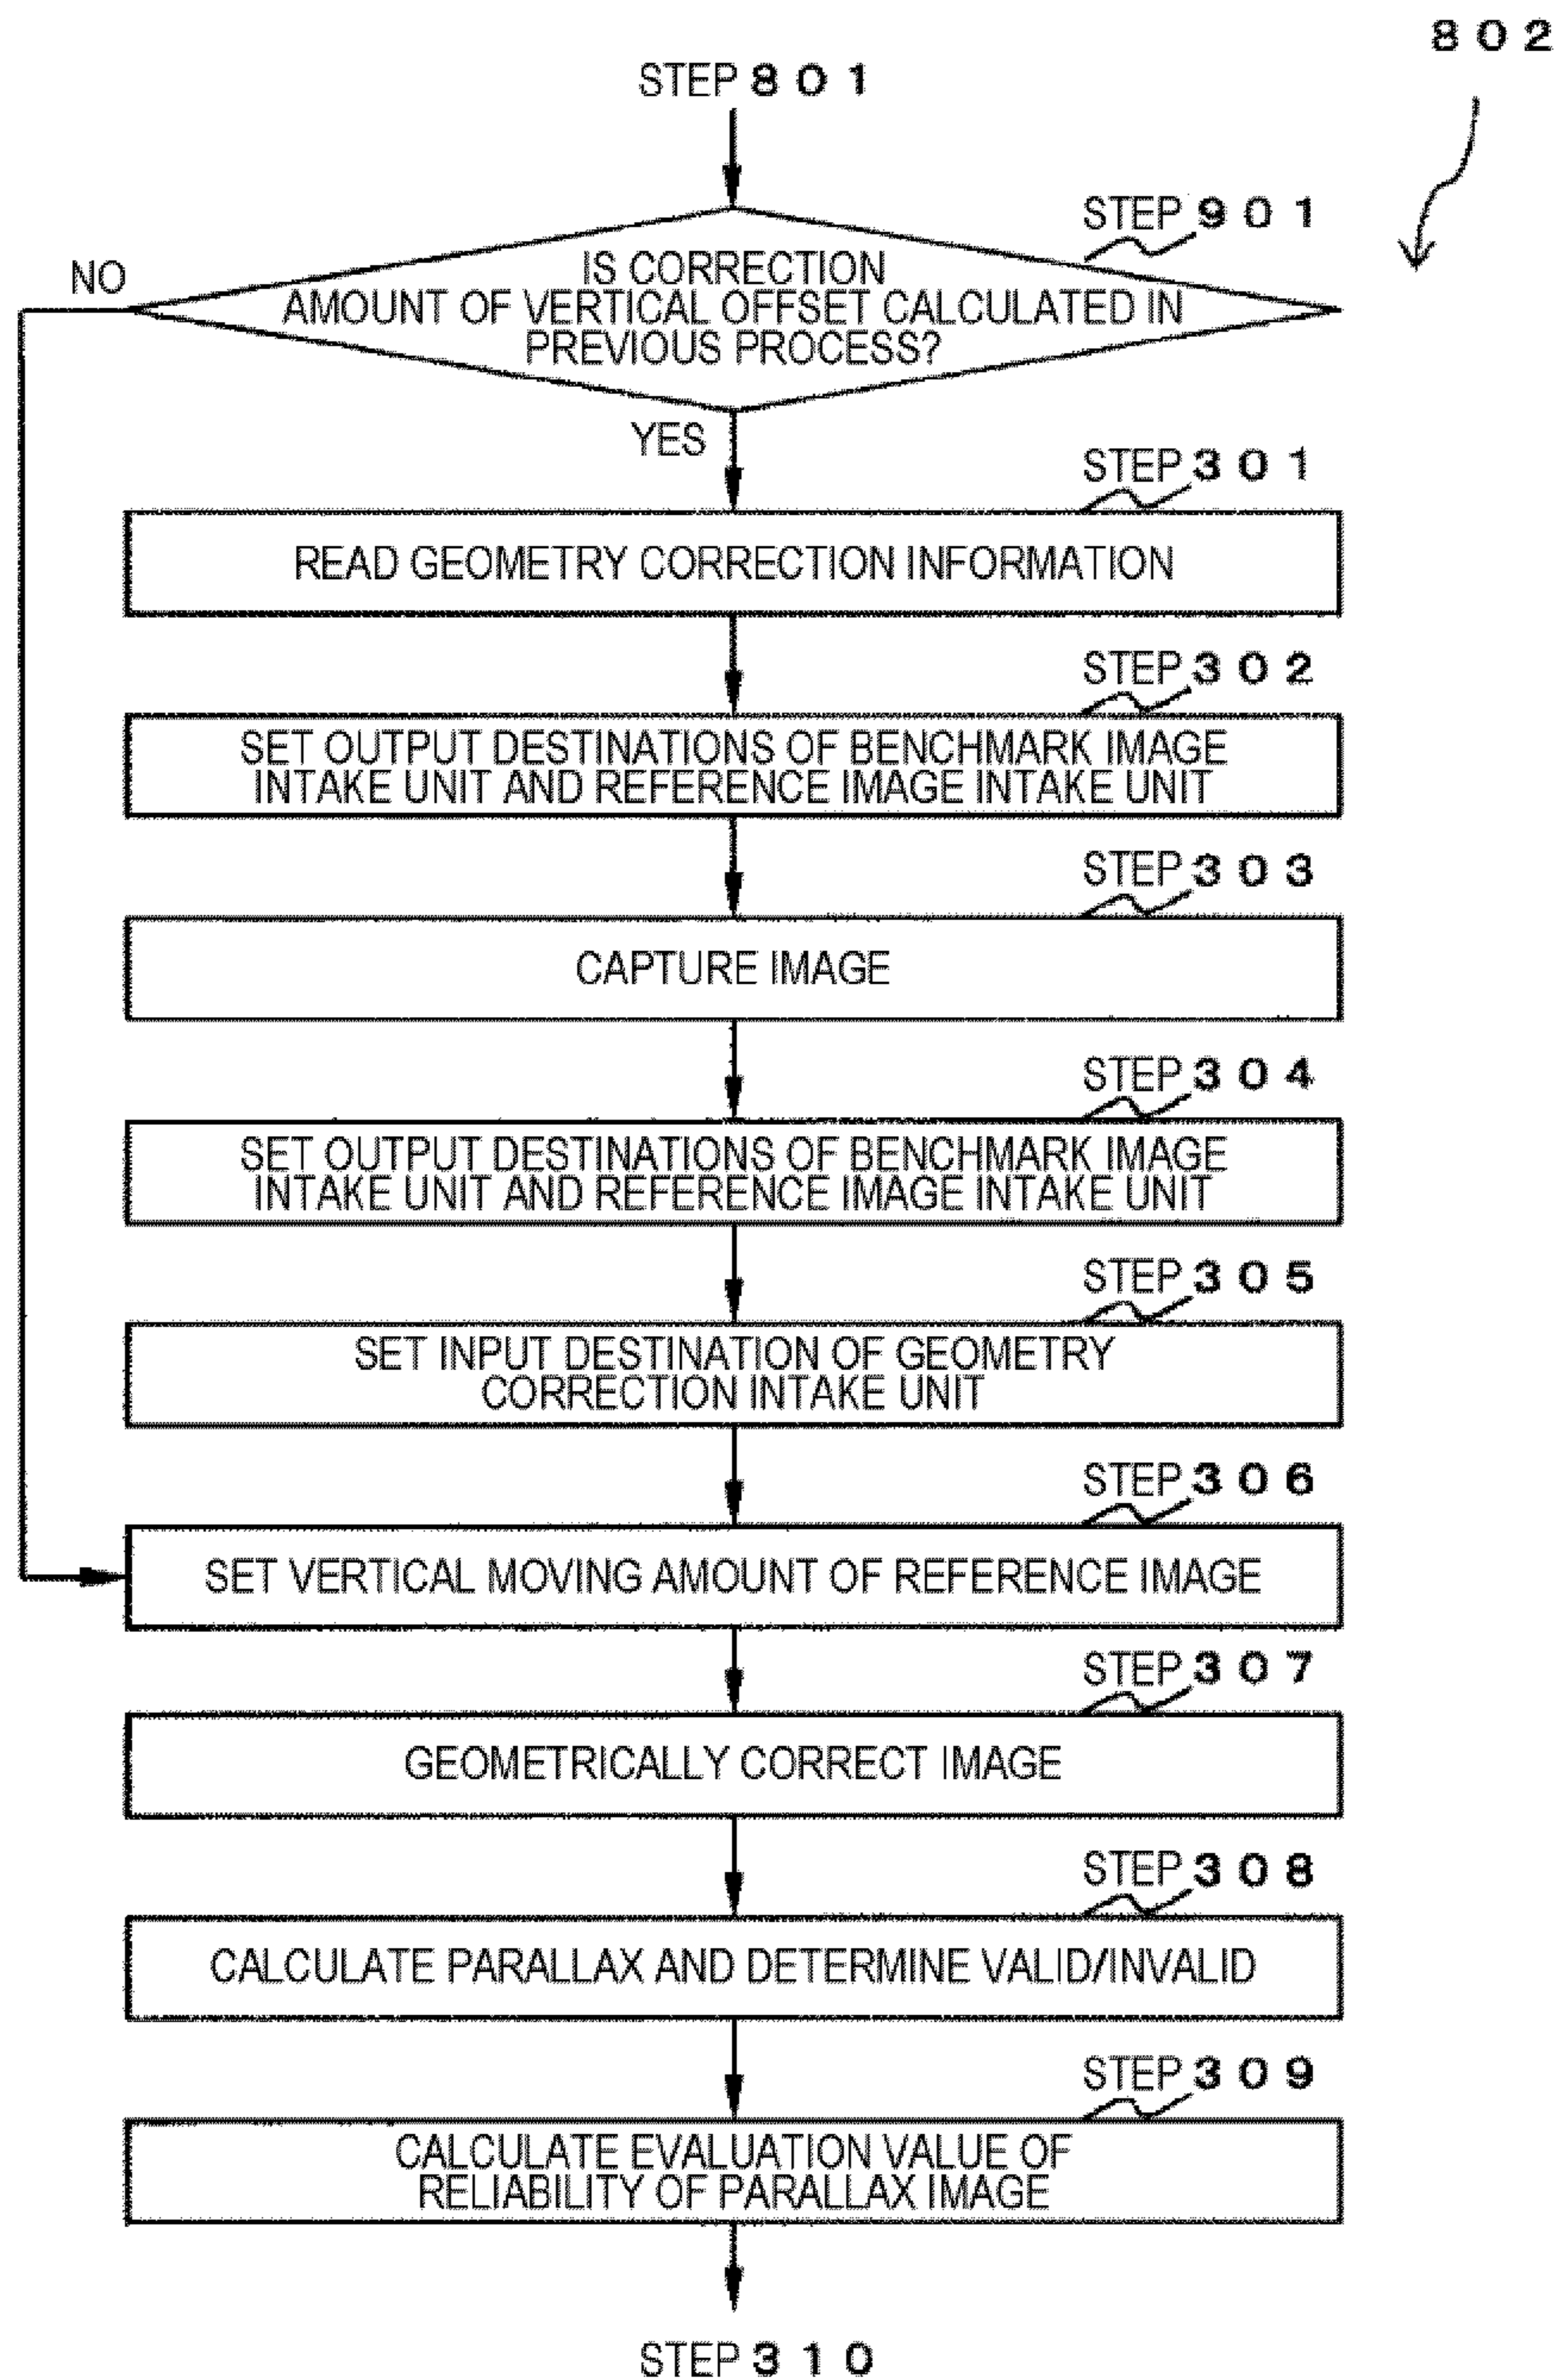 802
STEP 801
STEP 901
IS CORRECTION
AMOUNT OF VERTICAL OFFSET CALCULATED IN
PREVIOUS PROCESS?
NO
YES
STEP 301
READ GEOMETRY CORRECTION INFORMATION
STEP 302
SET OUTPUT DESTINATIONS OF BENCHMARK IMAGE
INTAKE UNIT AND REFERENCE IMAGE INTAKE UNIT
STEP 303
CAPTURE IMAGE
STEP 304
SET OUTPUT DESTINATIONS OF BENCHMARK IMAGE
INTAKE UNIT AND REFERENCE IMAGE INTAKE UNIT
STEP 305
SET INPUT DESTINATION OF GEOMETRY
CORRECTION INTAKE UNIT
STEP 306
SET VERTICAL MOVING AMOUNT OF REFERENCE IMAGE
STEP 307
GEOMETRICALLY CORRECT IMAGE
STEP 308
CALCULATE PARALLAX AND DETERMINE VALID/INVALID
STEP 309
CALCULATE EVALUATION VALUE OF
RELIABILITY OF PARALLAX IMAGE
STEP 310